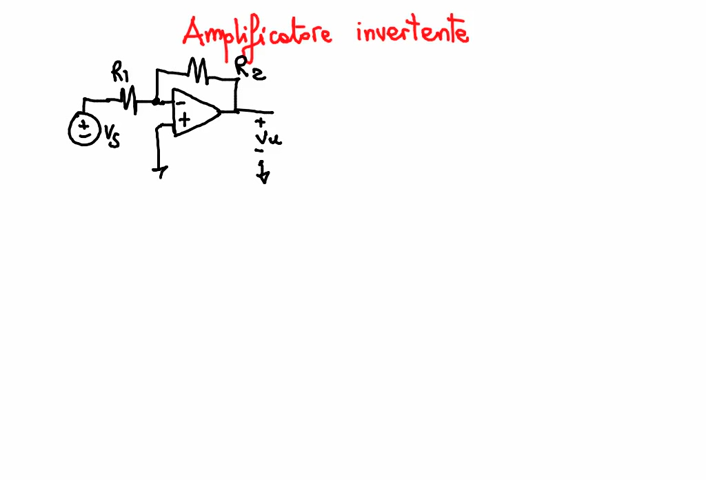 Amplificatore invertente
R1
R2
-
+
+
-
Vs
+
Vu
-